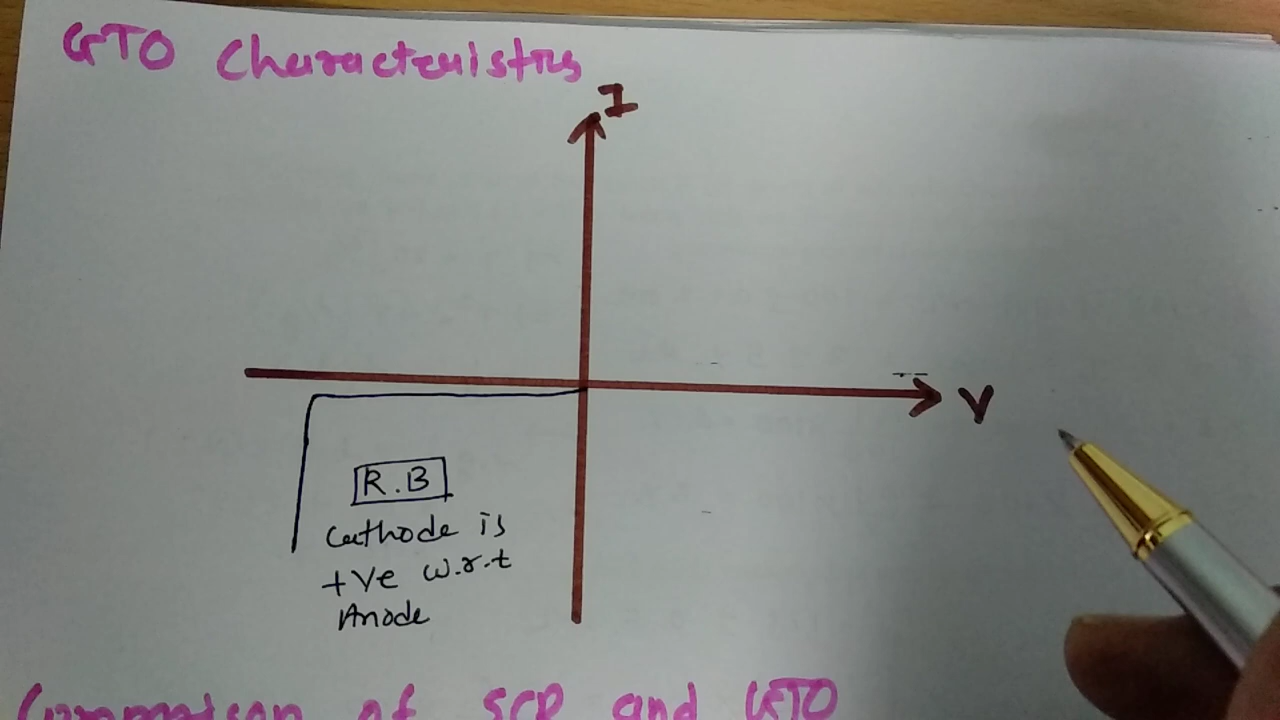 GTO Characteristics
I
V
R.B
Cathode is
+ve w.r.t
Anode
Comparison of SCR and GTO